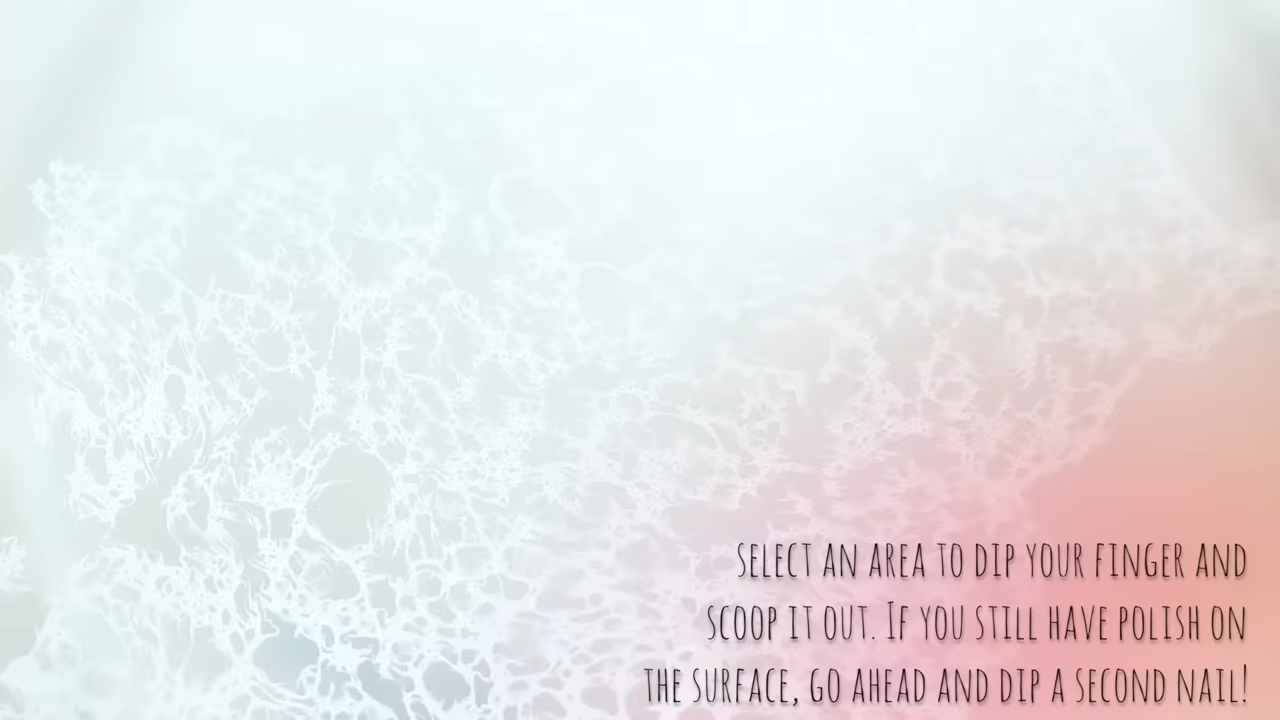 SELECT AN AREA TO DIP YOUR FINGER AND
SCOOP IT OUT. IF YOU STILL HAVE POLISH ON
THE SURFACE, GO AHEAD AND DIP A SECOND NAIL!